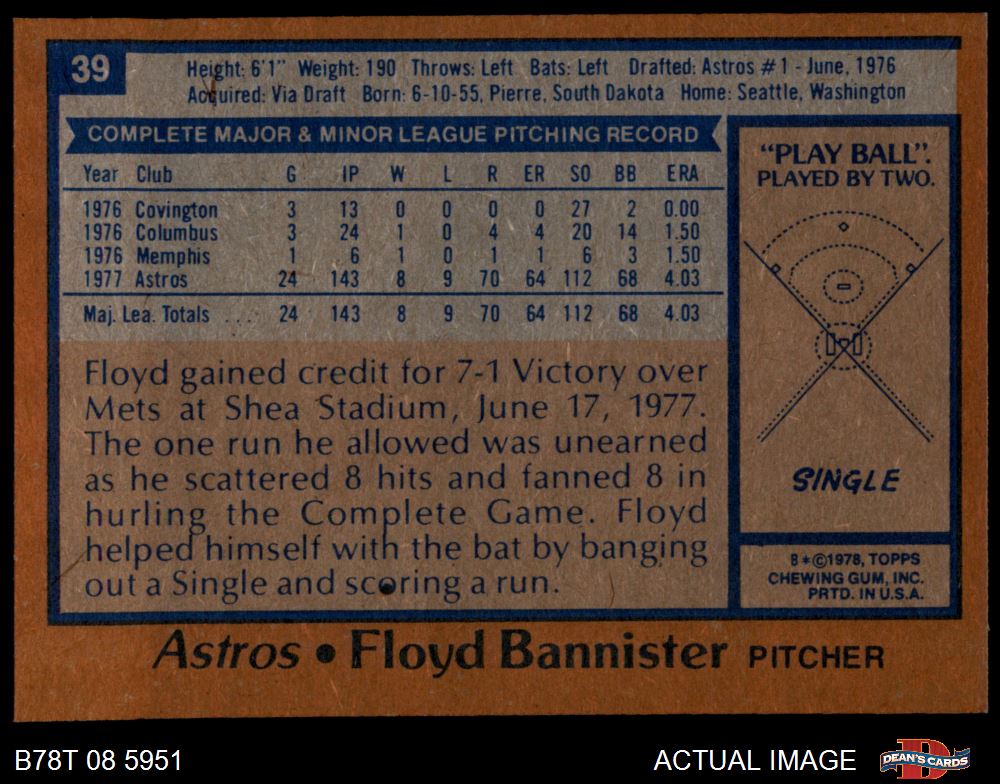 39
Height: 6'1" Weight: 190 Throws: Left Bats: Left Drafted: Astros #1 - June, 1976
Acquired: Via Draft Born: 6-10-55, Pierre, South Dakota Home: Seattle, Washington
COMPLETE MAJOR & MINOR LEAGUE PITCHING RECORD
Year Club G IP W L R ER SO BB ERA
1976 Covington 3 13 0 0 0 0 27 2 0.00
1976 Columbus 3 24 1 0 4 4 20 14 1.50
1976 Memphis 1 6 1 0 1 1 6 3 1.50
1977 Astros 24 143 8 9 70 64 112 68 4.03
Maj. Lea. Totals .... 24 143 8 9 70 64 112 68 4.03
Floyd gained credit for 7-1 Victory over
Mets at Shea Stadium, June 17, 1977.
The one run he allowed was unearned
as he scattered 8 hits and fanned 8 in
hurling the Complete Game. Floyd
helped himself with the bat by banging
out a Single and scoring a run.
"PLAY BALL".
PLAYED BY TWO.
SINGLE
B*©1978, TOPPS
CHEWING GUM, INC.
PRTD. IN U.S.A.
Astros • Floyd Bannister PITCHER
B78T 08 5951
ACTUAL IMAGE
DEAN'S CARDS